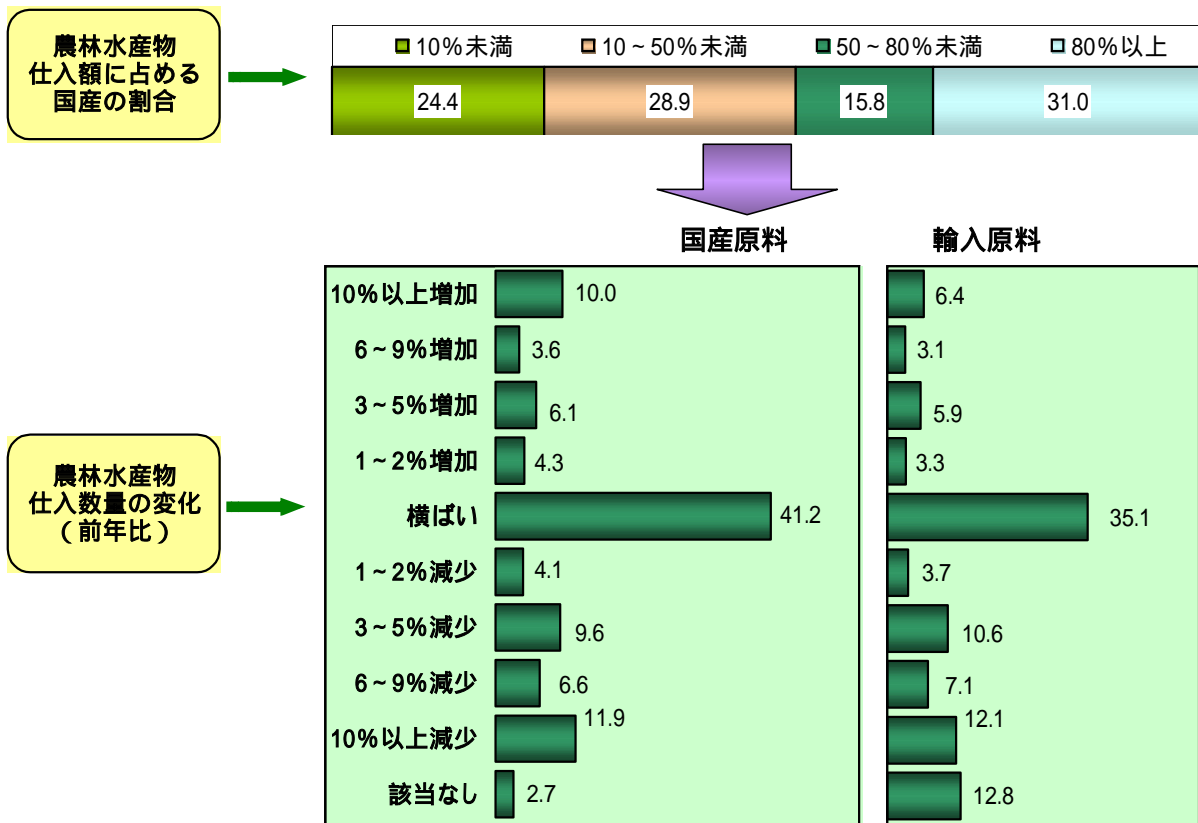 農林水産物
仕入額に占める
国産の割合
10%未満 10～50%未満 50～80%未満 80%以上
24.4 28.9 15.8 31.0
国産原料 輸入原料
10%以上増加 10.0 6.4
6～9%増加 3.6 3.1
3～5%増加 6.1 5.9
1～2%増加 4.3 3.3
農林水産物
仕入数量の変化
(前年比)
横ばい 41.2 35.1
1～2%減少 4.1 3.7
3～5%減少 9.6 10.6
6～9%減少 6.6 7.1
10%以上減少 11.9 12.1
該当なし 2.7 12.8